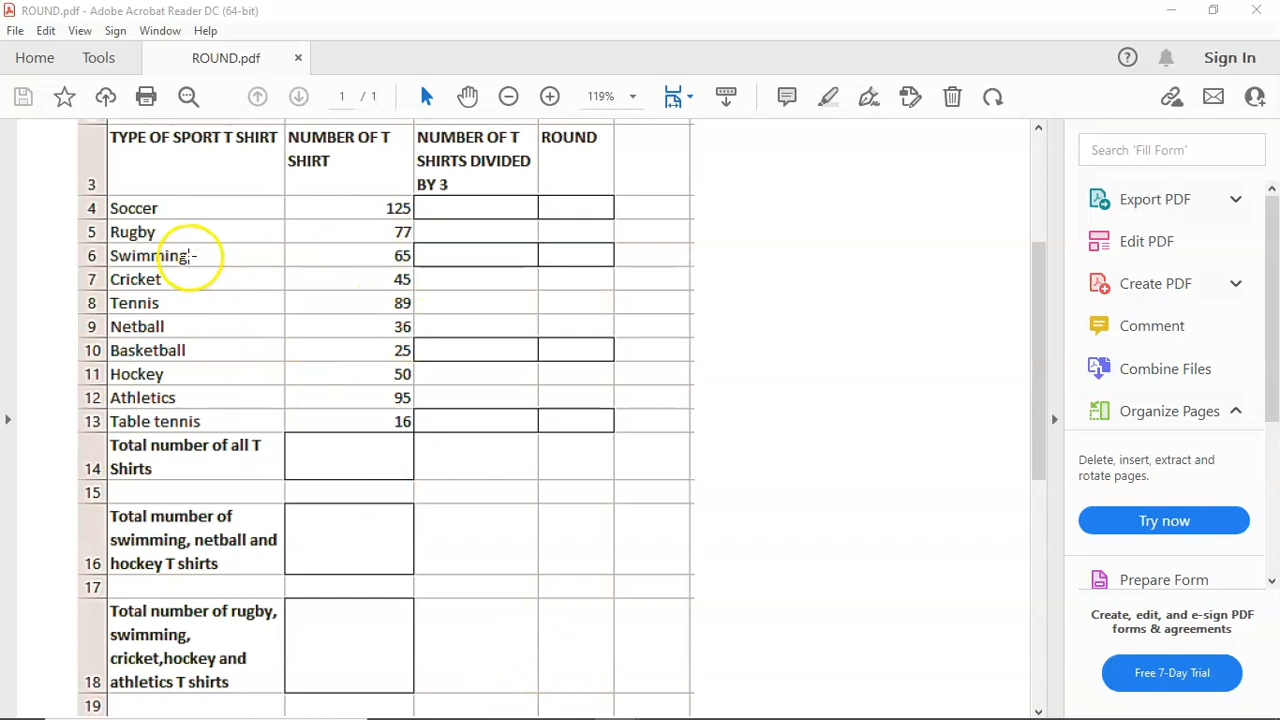 ROUND.pdf - Adobe Acrobat Reader DC (64-bit)
File Edit View Sign Window Help
Home Tools ROUND.pdf × Sign In
1 / 1 119%
TYPE OF SPORT T SHIRT NUMBER OF T SHIRT NUMBER OF T SHIRTS DIVIDED BY 3 ROUND
3
4 Soccer 125
5 Rugby 77
6 Swimming 65
7 Cricket 45
8 Tennis 89
9 Netball 36
10 Basketball 25
11 Hockey 50
12 Athletics 95
13 Table tennis 16
Total number of all T
14 Shirts
15
Total mumber of
swimming, netball and
16 hockey T shirts
17
Total number of rugby,
swimming,
cricket,hockey and
18 athletics T shirts
19
Search 'Fill Form'
Export PDF
Edit PDF
Create PDF
Comment
Combine Files
Organize Pages
Delete, insert, extract and
rotate pages.
Try now
Prepare Form
Create, edit, and e-sign PDF
forms & agreements
Free 7-Day Trial